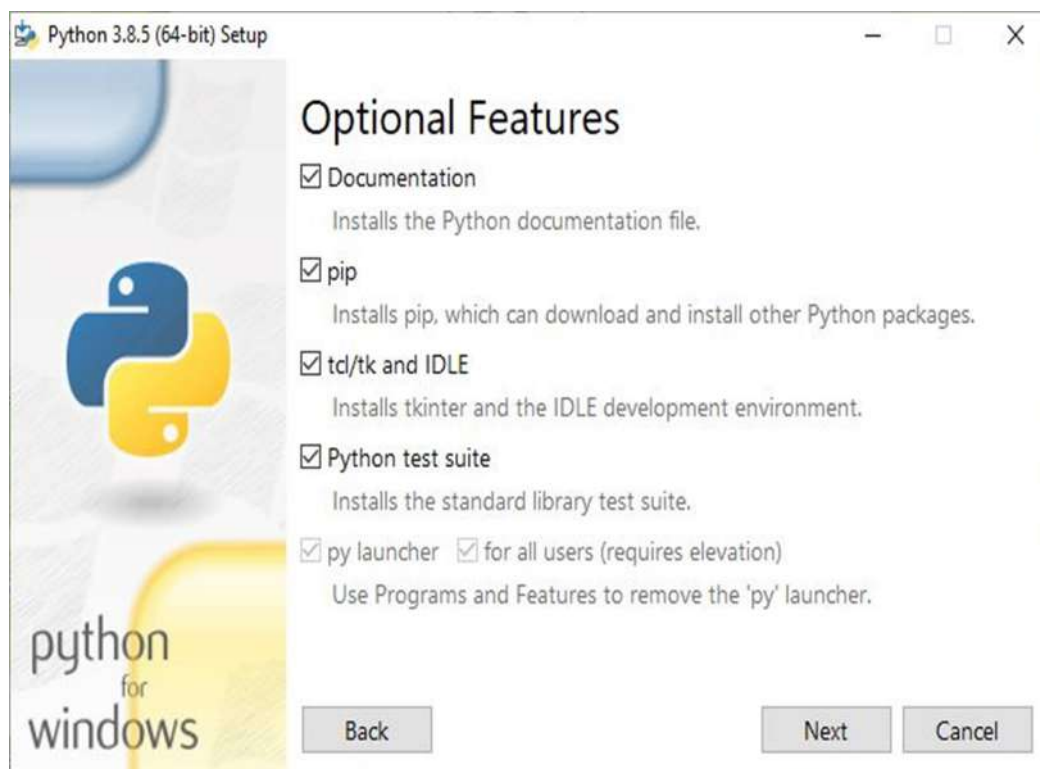 Python 3.8.5 (64-bit) Setup
Optional Features
Documentation
Installs the Python documentation file.
pip
Installs pip, which can download and install other Python packages.
tcl/tk and IDLE
Installs tkinter and the IDLE development environment.
Python test suite
Installs the standard library test suite.
py launcher for all users (requires elevation)
Use Programs and Features to remove the 'py' launcher.
python
for
windows
Back Next Cancel